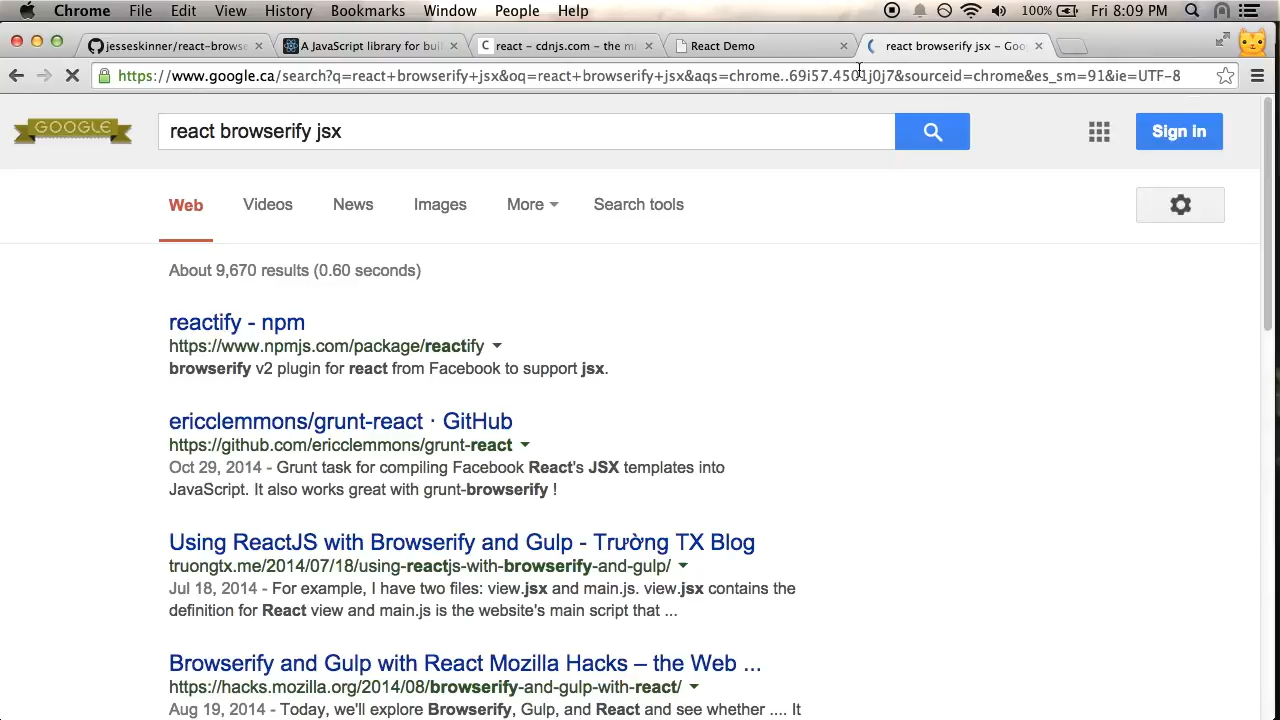 Chrome File Edit View History Bookmarks Window People Help 100% Fri 8:09 PM
jesseskinner/react-browse A JavaScript library for buil C react - cdnjs.com - the mi React Demo react browserify jsx - Goo
https://www.google.ca/search?q=react+browserify+jsx&oq=react+browserify+jsx&aqs=chrome..69i57.4501j0j7&sourceid=chrome&es_sm=91&ie=UTF-8
GOOGLE react browserify jsx Sign in
Web Videos News Images More Search tools
About 9,670 results (0.60 seconds)
reactify - npm
https://www.npmjs.com/package/reactify
browserify v2 plugin for react from Facebook to support jsx.
ericclemmons/grunt-react · GitHub
https://github.com/ericclemmons/grunt-react
Oct 29, 2014 - Grunt task for compiling Facebook React's JSX templates into
JavaScript. It also works great with grunt-browserify !
Using ReactJS with Browserify and Gulp - Trường TX Blog
truongtx.me/2014/07/18/using-reactjs-with-browserify-and-gulp/
Jul 18, 2014 - For example, I have two files: view.jsx and main.js. view.jsx contains the
definition for React view and main.js is the website's main script that ...
Browserify and Gulp with React Mozilla Hacks – the Web ...
https://hacks.mozilla.org/2014/08/browserify-and-gulp-with-react/
Aug 19, 2014 - Today, we'll explore Browserify, Gulp, and React and see whether .... It